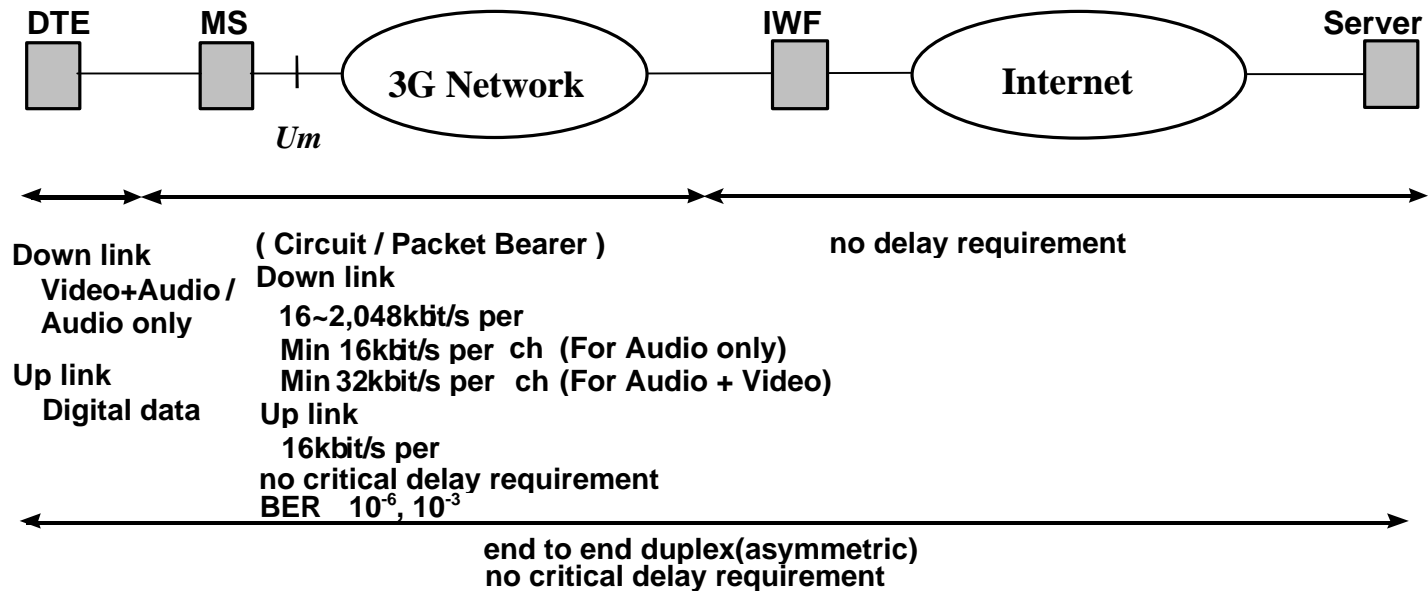 DTE MS IWF Server
3G Network Internet
Um
Down link
Video+Audio /
Audio only
Up link
Digital data
( Circuit / Packet Bearer )
Down link
16~2,048kbit/s per
Min 16kbit/s per ch (For Audio only)
Min 32kbit/s per ch (For Audio + Video)
Up link
16kbit/s per
no critical delay requirement
BER 10⁻⁶, 10⁻³
no delay requirement
end to end duplex(asymmetric)
no critical delay requirement